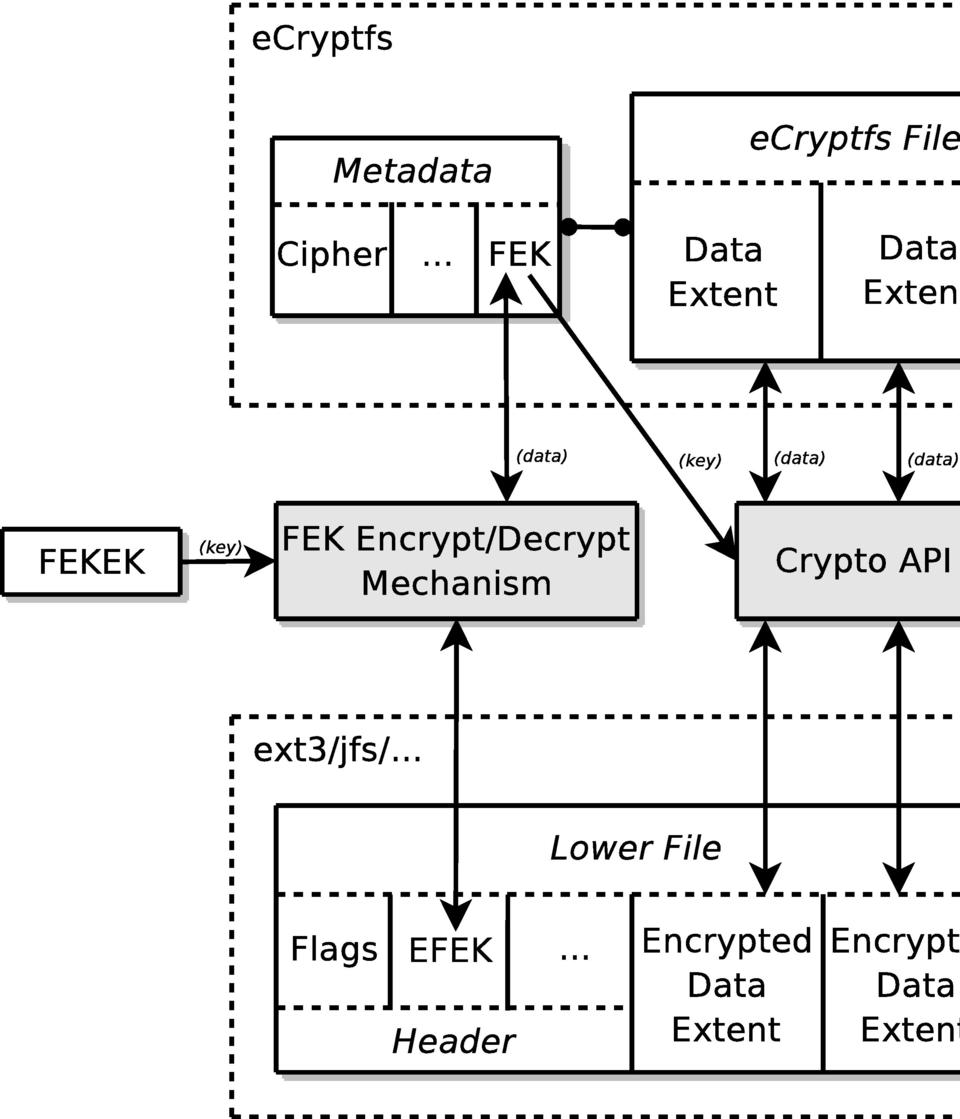 eCryptfs
eCryptfs File
Metadata
Cipher
...
FEK
Data
Extent
Data
Exten
(data)
(key)
(data)
(data)
FEKEK
(key)
FEK Encrypt/Decrypt
Mechanism
Crypto API
ext3/jfs/...
Lower File
Flags
EFEK
...
Header
Encrypted
Data
Extent
Encrypt
Data
Extent